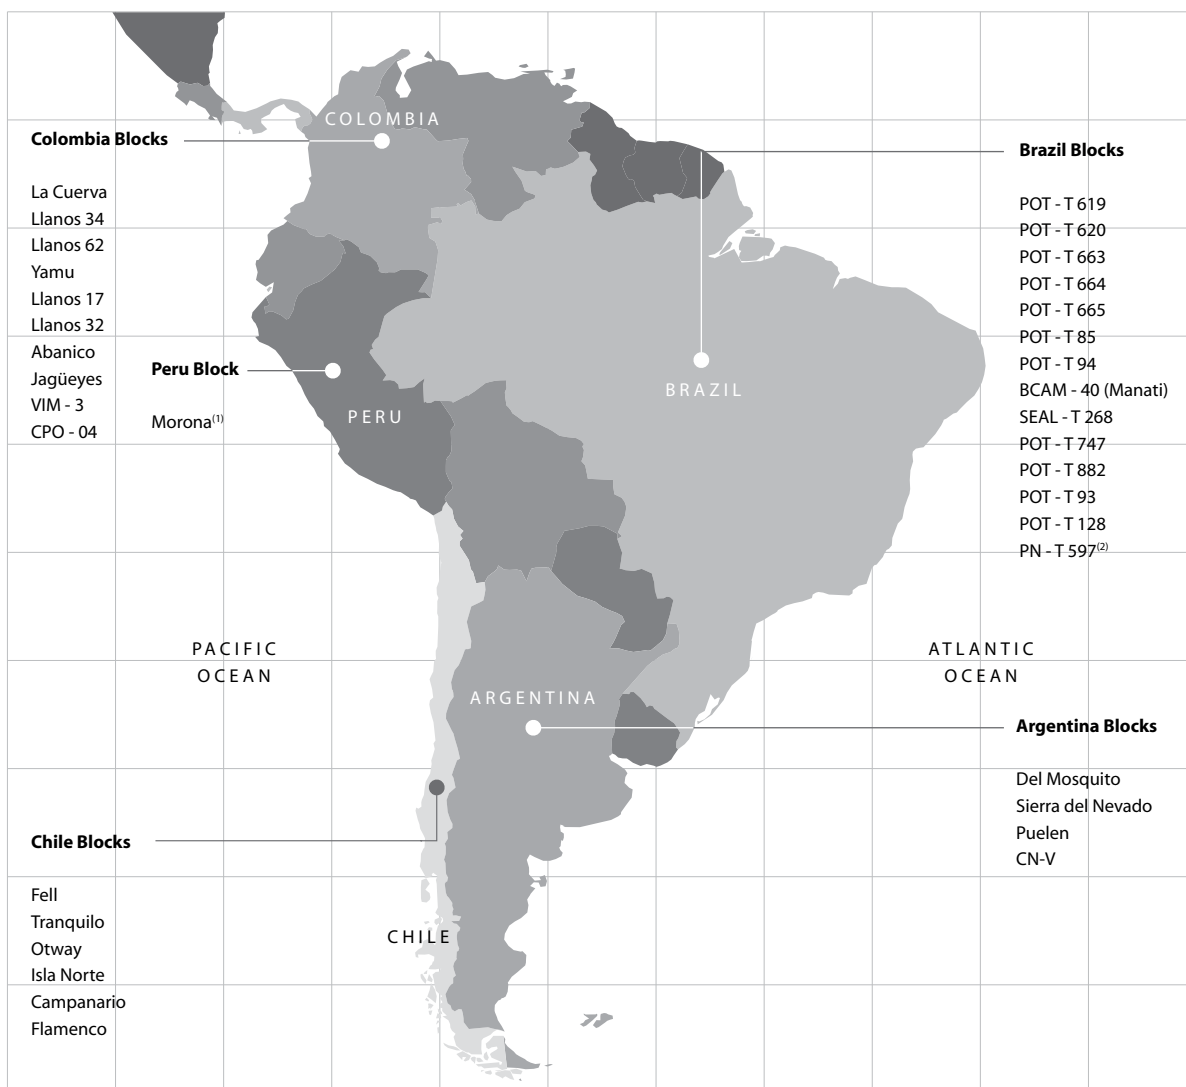 COLOMBIA
Colombia Blocks
La Cuerva
Llanos 34
Llanos 62
Yamu
Llanos 17
Llanos 32
Abanico
Jagüeyes
VIM - 3
CPO - 04
Peru Block
Morona(1)
PERU
Brazil Blocks
POT - T 619
POT - T 620
POT - T 663
POT - T 664
POT - T 665
POT - T 85
POT - T 94
BCAM - 40 (Manati)
SEAL - T 268
POT - T 747
POT - T 882
POT - T 93
POT - T 128
PN - T 597(2)
BRAZIL
PACIFIC
OCEAN
ATLANTIC
OCEAN
ARGENTINA
Argentina Blocks
Del Mosquito
Sierra del Nevado
Puelen
CN-V
Chile Blocks
Fell
Tranquilo
Otway
Isla Norte
Campanario
Flamenco
CHILE